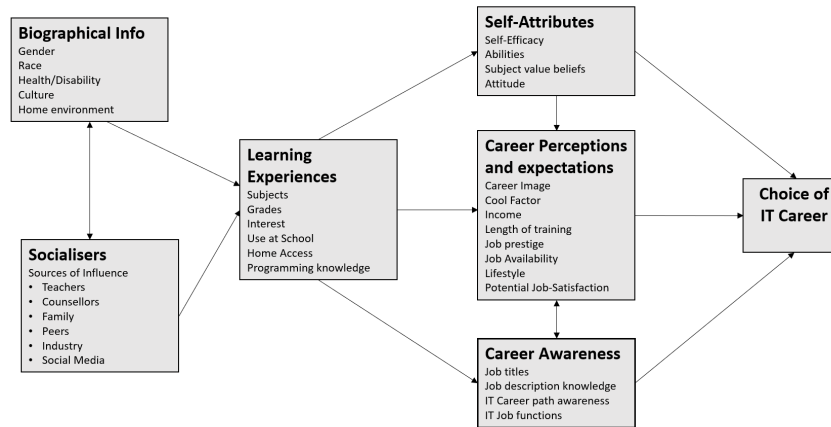 Biographical Info
Gender
Race
Health/Disability
Culture
Home environment
Socialisers
Sources of Influence
• Teachers
• Counsellors
• Family
• Peers
• Industry
• Social Media
Learning
Experiences
Subjects
Grades
Interest
Use at School
Home Access
Programming knowledge
Self-Attributes
Self-Efficacy
Abilities
Subject value beliefs
Attitude
Career Perceptions
and expectations
Career Image
Cool Factor
Income
Length of training
Job prestige
Job Availability
Lifestyle
Potential Job-Satisfaction
Career Awareness
Job titles
Job description knowledge
IT Career path awareness
IT Job functions
Choice of
IT Career